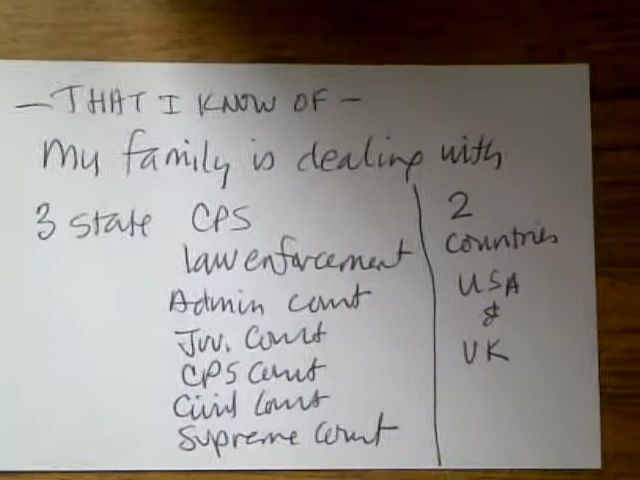 - THAT I KNOW OF -
My family is dealing with
3 state CPS
law enforcement
Admin court
Juv. Court
CPS Court
Civil Court
Supreme Court
2
Countries
USA
&
UK